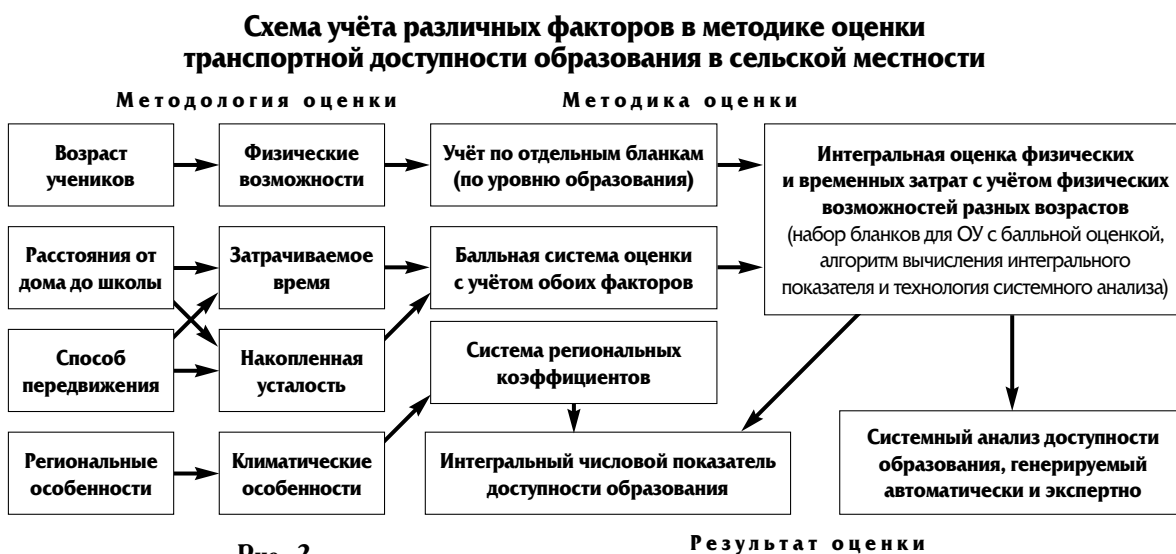 Схема учёта различных факторов в методике оценки
транспортной доступности образования в сельской местности
Методология оценки
Методика оценки
Возраст
учеников
Физические
возможности
Учёт по отдельным бланкам
(по уровню образования)
Интегральная оценка физических
и временных затрат с учётом физических
возможностей разных возрастов
(набор бланков для ОУ с балльной оценкой,
алгоритм вычисления интегрального
показателя и технология системного анализа)
Расстояния от
дома до школы
Затрачиваемое
время
Балльная система оценки
с учётом обоих факторов
Способ
передвижения
Накопленная
усталость
Система региональных
коэффициентов
Региональные
особенности
Климатические
особенности
Интегральный числовой показатель
доступности образования
Системный анализ доступности
образования, генерируемый
автоматически и экспертно
Результат оценки
Рис. 2